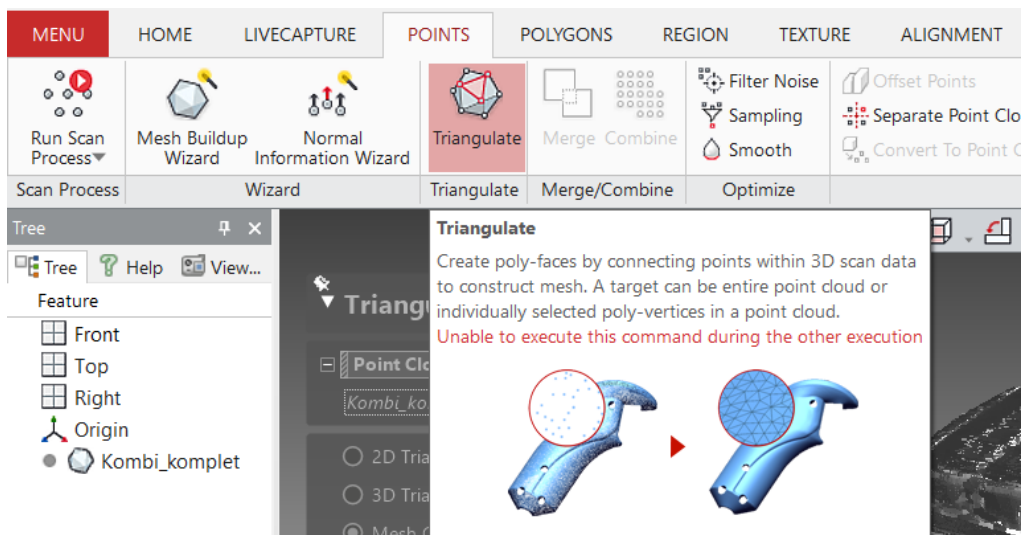 MENU HOME LIVECAPTURE POINTS POLYGONS REGION TEXTURE ALIGNMENT
Run Scan Process
Mesh Buildup Wizard
Normal Information Wizard
Triangulate
Merge Combine
Filter Noise
Sampling
Smooth
Offset Points
Separate Point Clo
Convert To Point
Scan Process Wizard Triangulate Merge/Combine Optimize
Tree
Tree Help View...
Feature
Front
Top
Right
Origin
Kombi_komplet
Triangulate
Create poly-faces by connecting points within 3D scan data
to construct mesh. A target can be entire point cloud or
individually selected poly-vertices in a point cloud.
Unable to execute this command during the other execution
Triang
Point Clo
Kombi_ko
2D Tria
3D Tria
Mesh